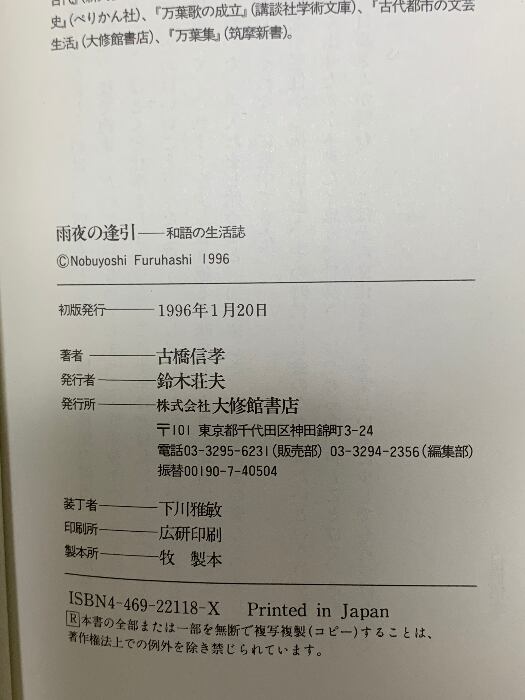 史』(ぺりかん社)、『万葉歌の成立』(講談社学術文庫)、『古代都市の文芸
生活』(大修館書店)、『万葉集』(筑摩新書)。
雨夜の逢引——和語の生活誌
©Nobuyoshi Furuhashi 1996
初版発行———1996年1月20日
著者———古橋信孝
発行者———鈴木荘夫
発行所———株式会社大修館書店
〒101 東京都千代田区神田錦町3-24
電話03-3295-6231(販売部) 03-3294-2356(編集部)
振替00190-7-40504
装丁者———下川雅敏
印刷所———広研印刷
製本所———牧 製本
ISBN4-469-22118-X Printed in Japan
Ⓡ本書の全部または一部を無断で複写複製(コピー)することは、
著作権法上での例外を除き禁じられています。